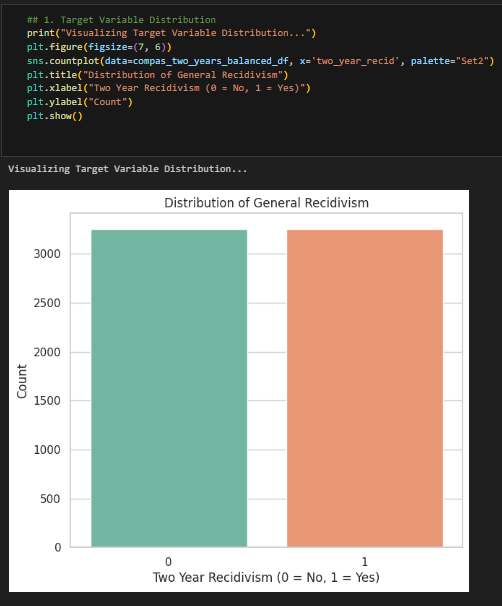 ## 1. Target Variable Distribution
print("Visualizing Target Variable Distribution...")
plt.figure(figsize=(7, 6))
sns.countplot(data=compas_two_years_balanced_df, x='two_year_recid', palette="Set2")
plt.title("Distribution of General Recidivism")
plt.xlabel("Two Year Recidivism (0 = No, 1 = Yes)")
plt.ylabel("Count")
plt.show()
Visualizing Target Variable Distribution...
Distribution of General Recidivism
3000
2500
2000
1500
1000
500
0
Count
0 1
Two Year Recidivism (0 = No, 1 = Yes)